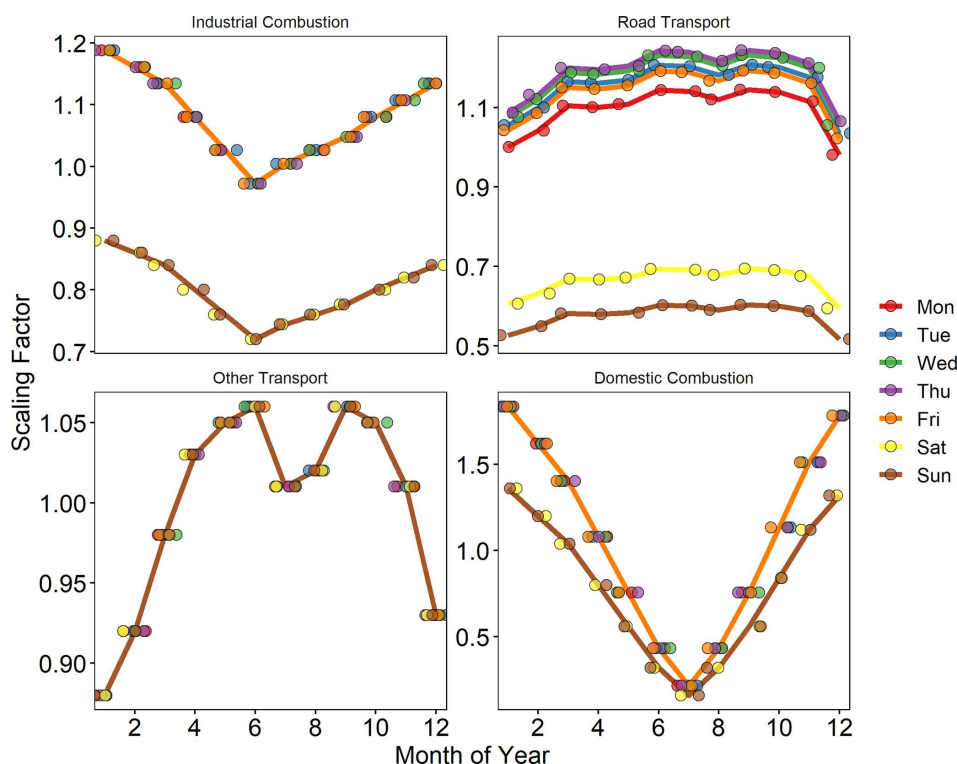 Industrial Combustion
Road Transport
1.2
1.1
1.0
0.9
0.8
0.7
1.1
0.9
0.7
0.5
Scaling Factor
Other Transport
Domestic Combustion
1.05
1.00
0.95
0.90
1.5
1.0
0.5
2 4 6 8 10 12
2 4 6 8 10 12
Month of Year
Mon
Tue
Wed
Thu
Fri
Sat
Sun